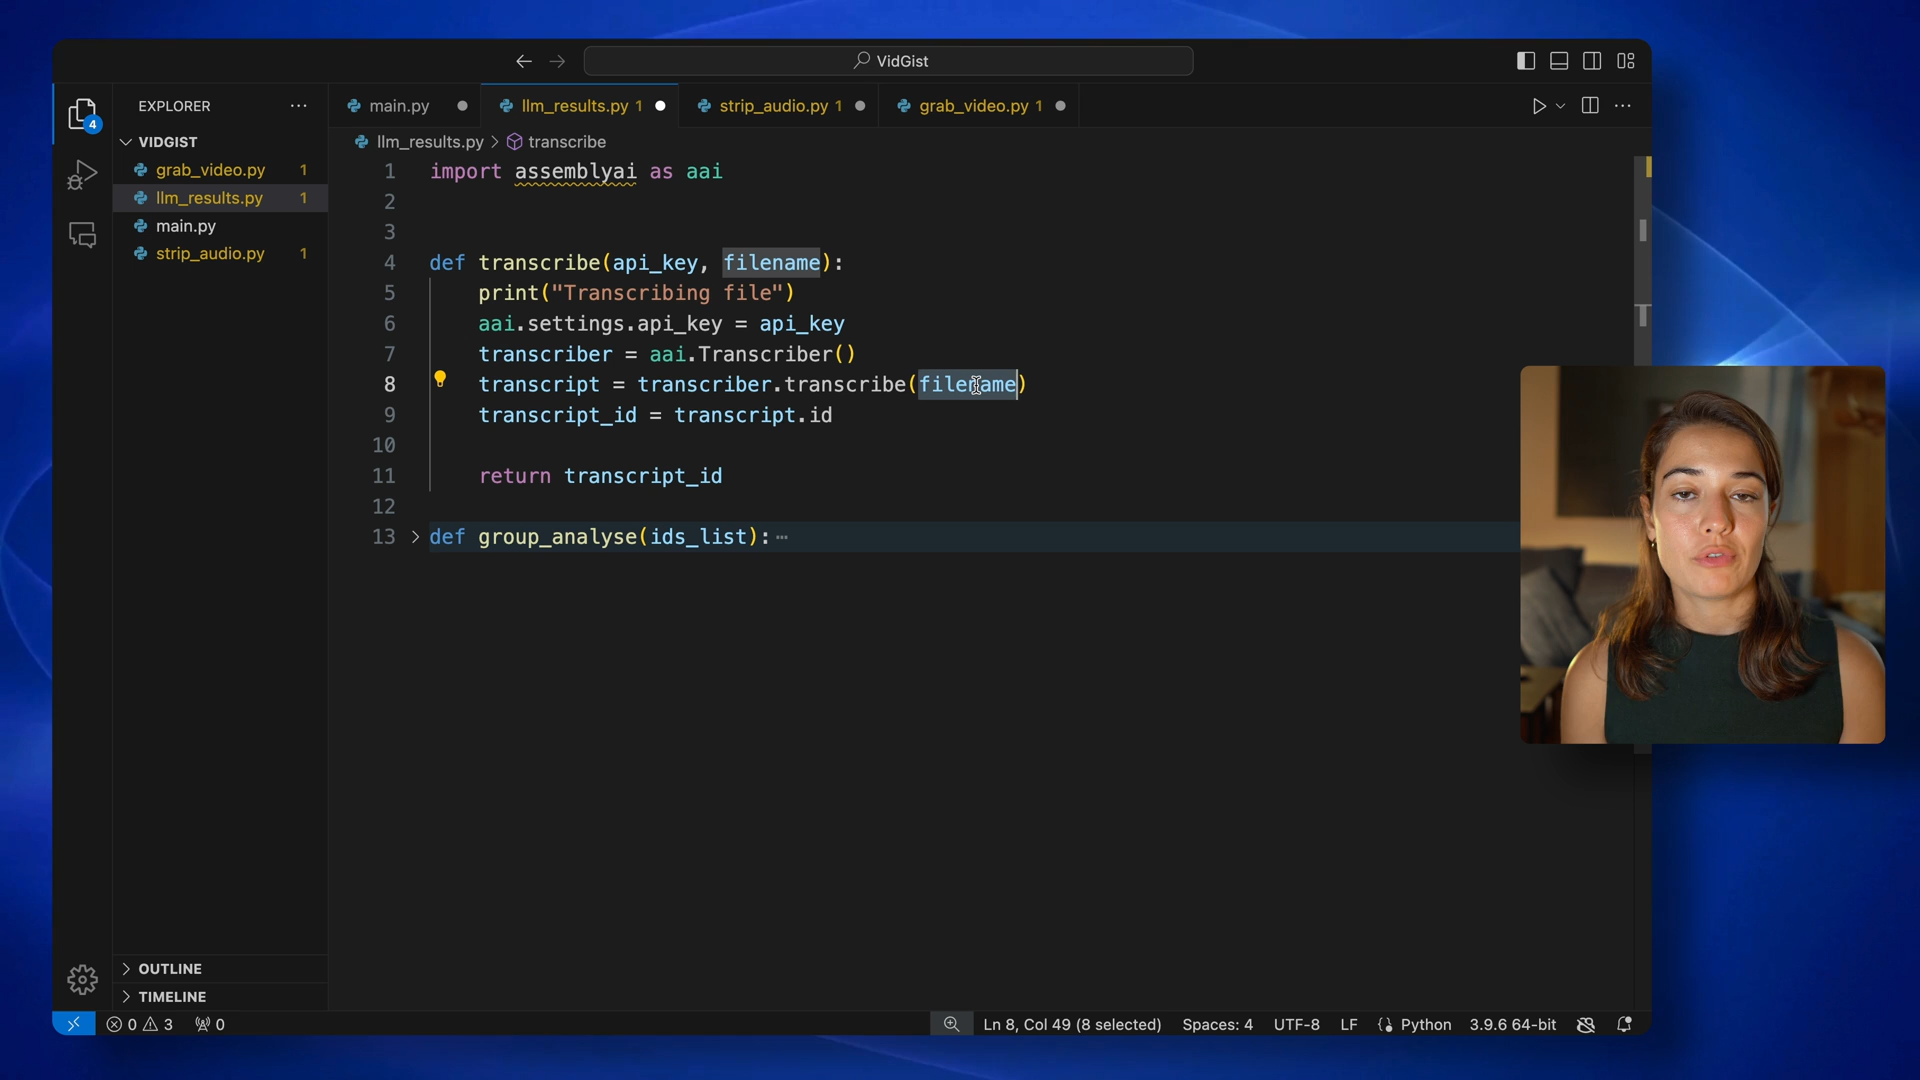 VidGist
EXPLORER
main.py
llm_results.py 1
strip_audio.py 1
grab_video.py 1
VIDGIST
grab_video.py 1
llm_results.py 1
main.py
strip_audio.py 1
llm_results.py > transcribe
1 import assemblyai as aai
2
3
4 def transcribe(api_key, filename):
5 print("Transcribing file")
6 aai.settings.api_key = api_key
7 transcriber = aai.Transcriber()
8 transcript = transcriber.transcribe(filename)
9 transcript_id = transcript.id
10
11 return transcript_id
12
13 def group_analyse(ids_list):
4
OUTLINE
TIMELINE
0 3 0
Ln 8, Col 49 (8 selected) Spaces: 4 UTF-8 LF Python 3.9.6 64-bit